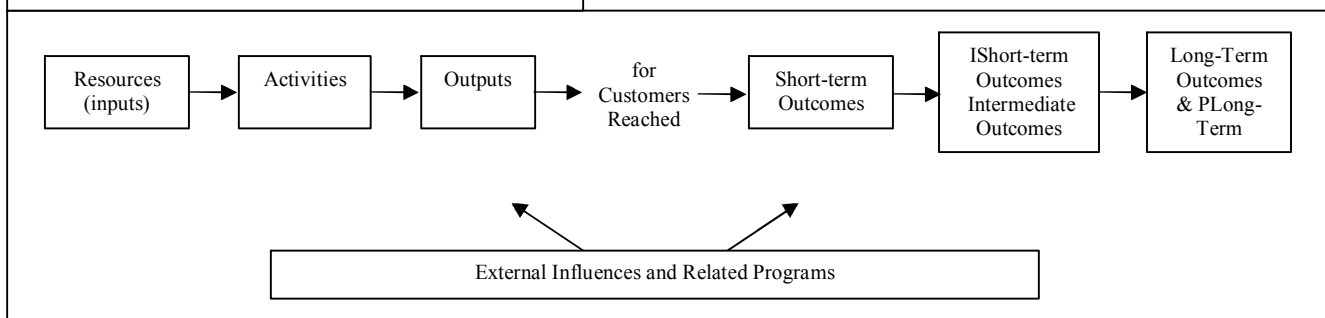 Resources
(inputs)
Activities
Outputs
for
Customers
Reached
Short-term
Outcomes
IShort-term
Outcomes
Intermediate
Outcomes
Long-Term
Outcomes
& PLong-
Term
External Influences and Related Programs